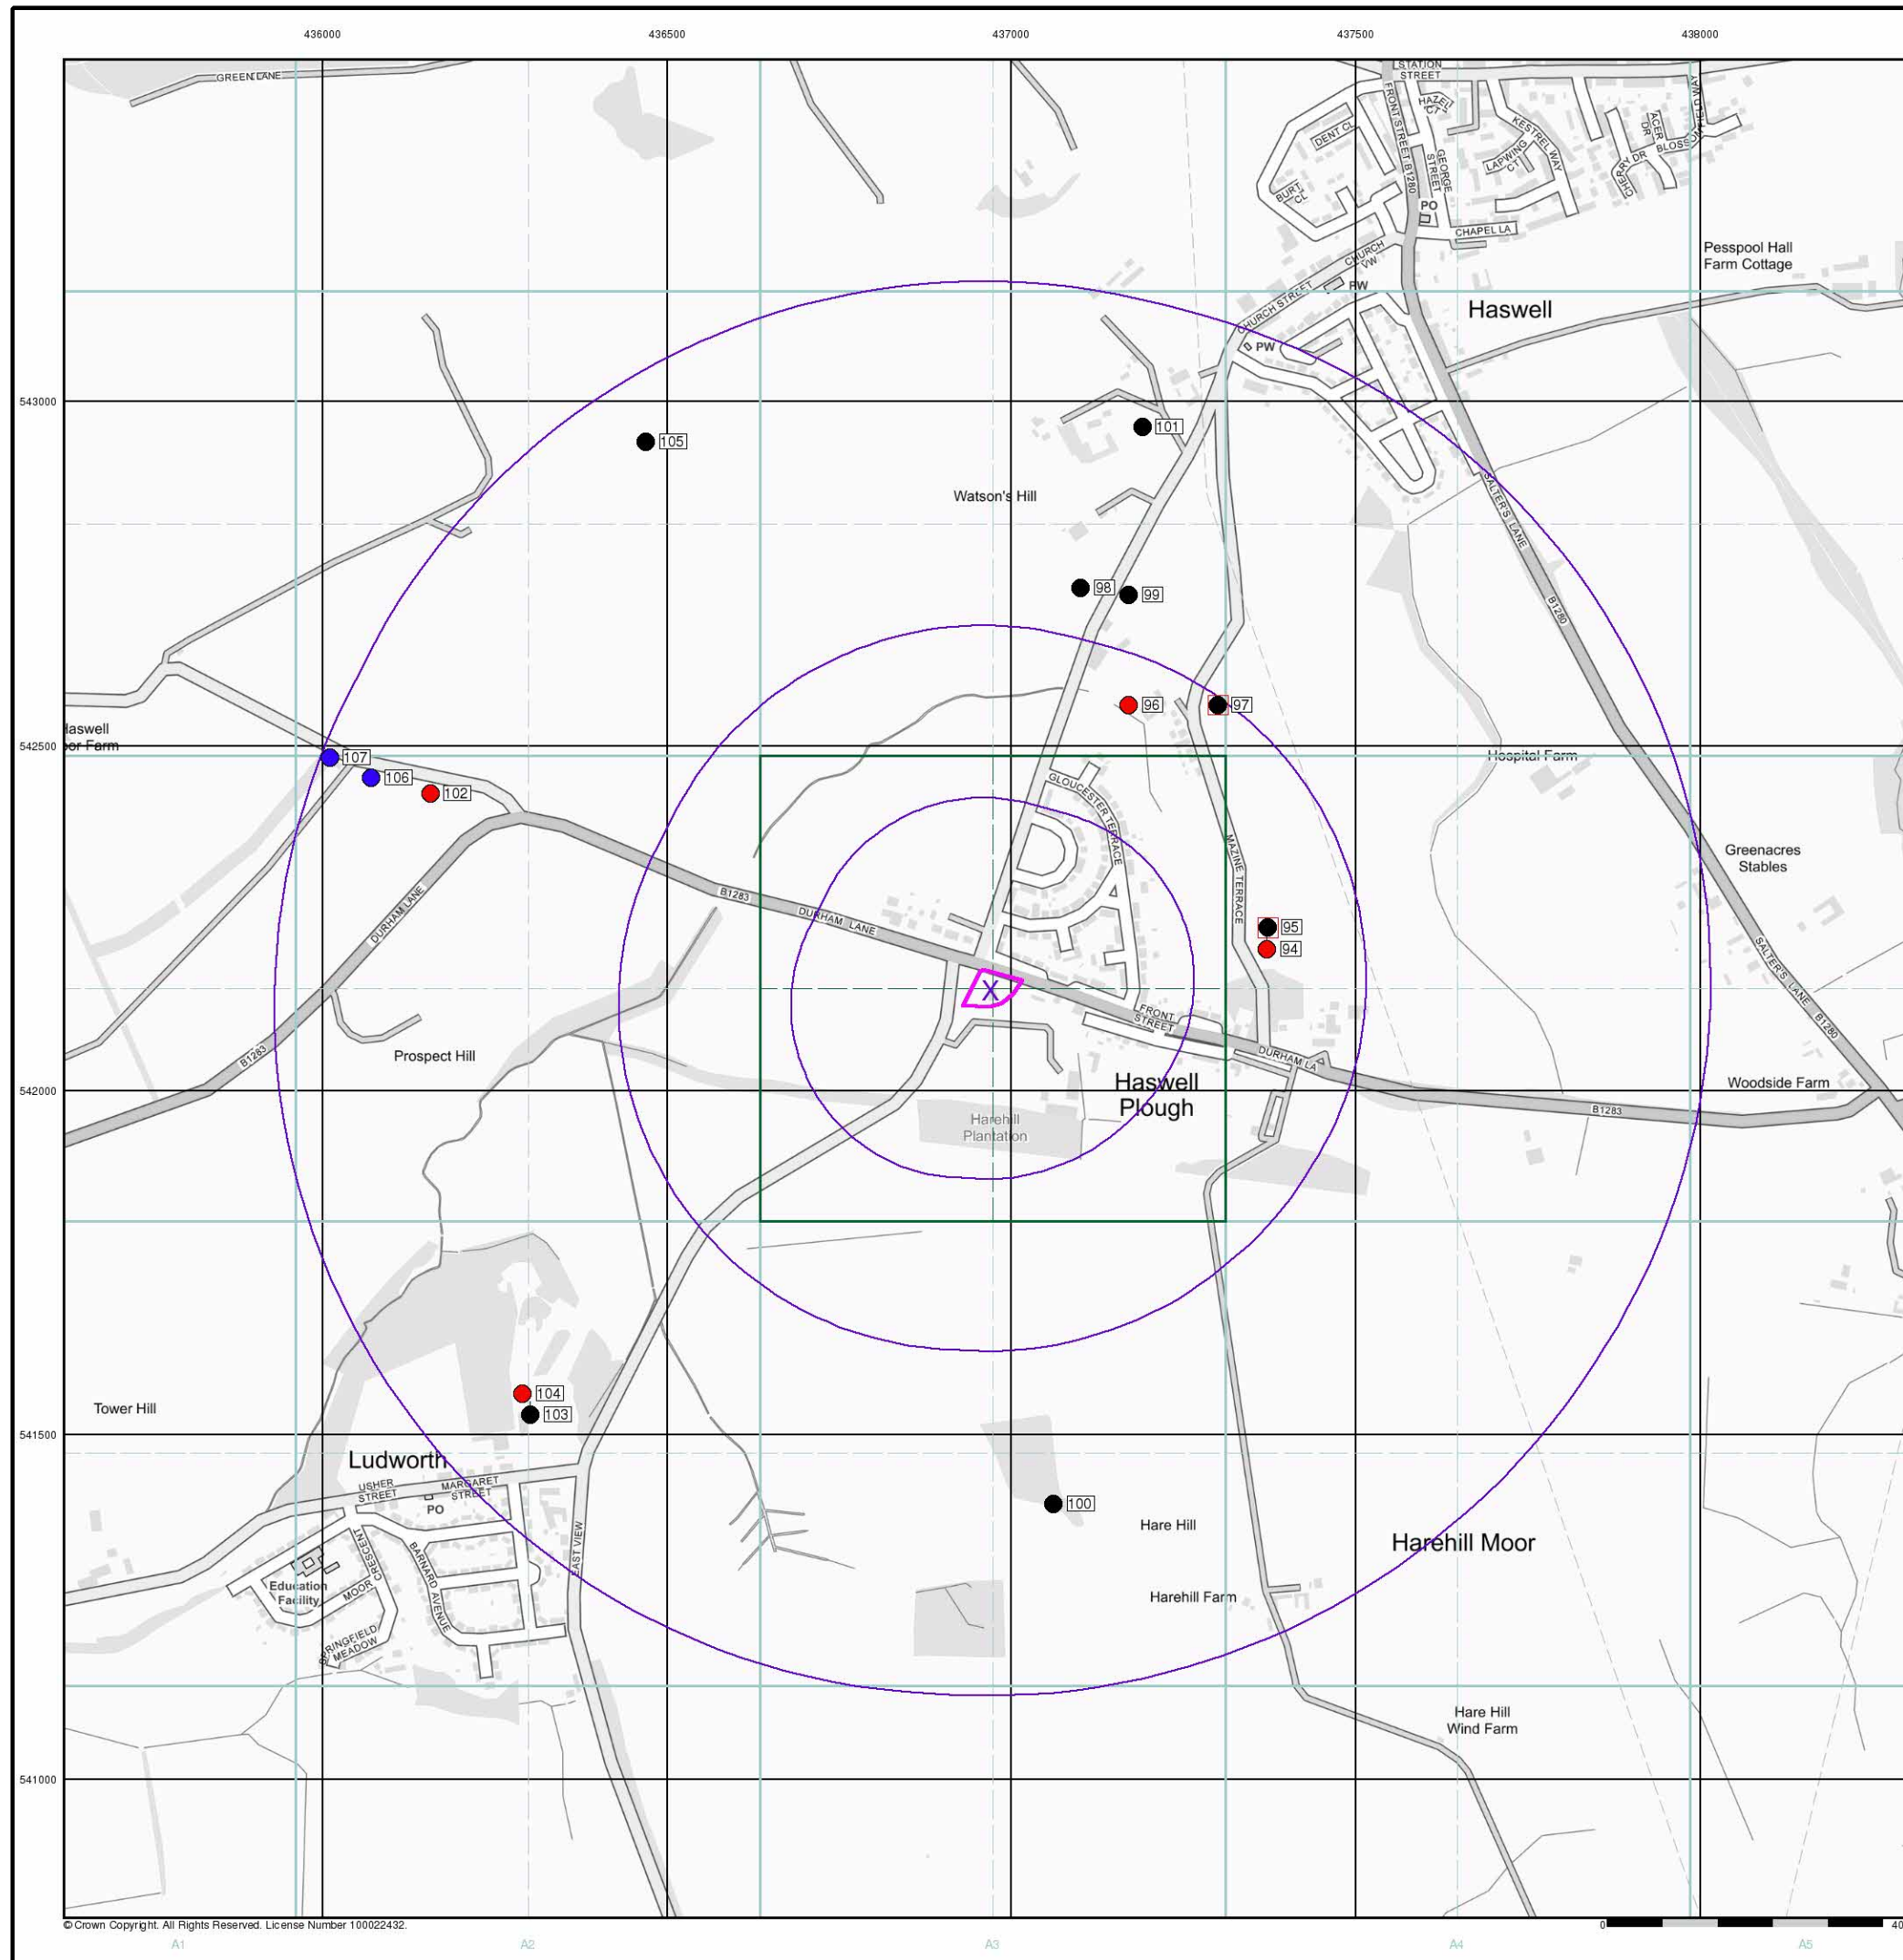 436000 436500 437000 437500 438000
GREEN LANE
STATION
STREET
FRONT STREET B1280
HAZEL
CT
DENT CL
GEORGE
STREET
KESTREL WAY
LAPWING
CT
ACER
DR
CHERRY DR
BURT
CL
PO
CHAPEL LA
CHURCH
VW
Pesspool Hall
Farm Cottage
PW
CHURCH STREET
Haswell
PW
543000
105
101
Watson's Hill
SALTER'S LANE
98
99
B1280
96
97
Haswell
542500
Hospital Farm
107
106
102
GLOUCESTER TERRACE
MAZINE TERRACE
Greenacres
Stables
B1283
DURHAM LANE
DURHAM LANE
95
94
SALTER'S LANE
X
FRONT
STREET
B1280
B1283
Prospect Hill
DURHAM LA
Haswell
Plough
Woodside Farm
542000
B1283
Harehill
Plantation
104
103
Tower Hill
541500
Ludworth
USHER
STREET
MARGARET
STREET
PO
100
Hare Hill
Harehill Moor
EAST VIEW
CRESCENT
BARNARD AVENUE
Education
Facility
MOOR
Harehill Farm
SPRINGFIELD
MEADOW
Hare Hill
Wind Farm
541000
© Crown Copyright. All Rights Reserved. License Number 100022432.
0
A1 A2 A3 A4 A5